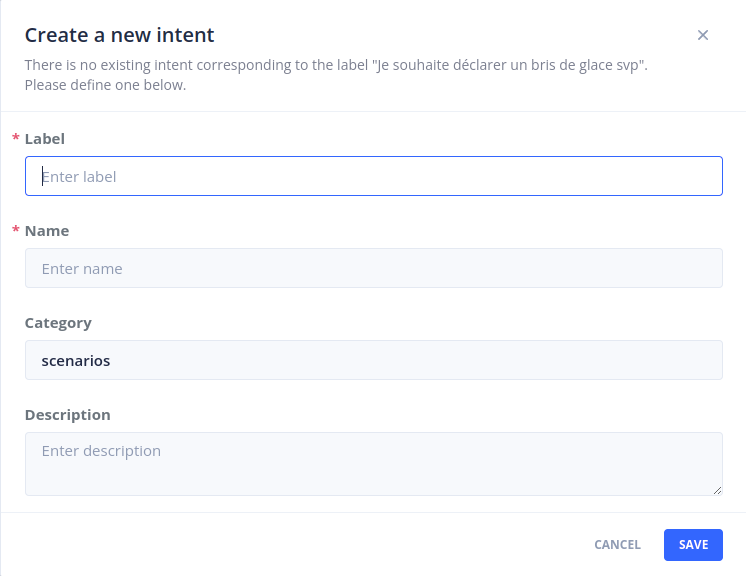 Create a new intent
There is no existing intent corresponding to the label "Je souhaite déclarer un bris de glace svp".
Please define one below.
* Label
Enter label
* Name
Enter name
Category
scenarios
Description
Enter description
CANCEL
SAVE